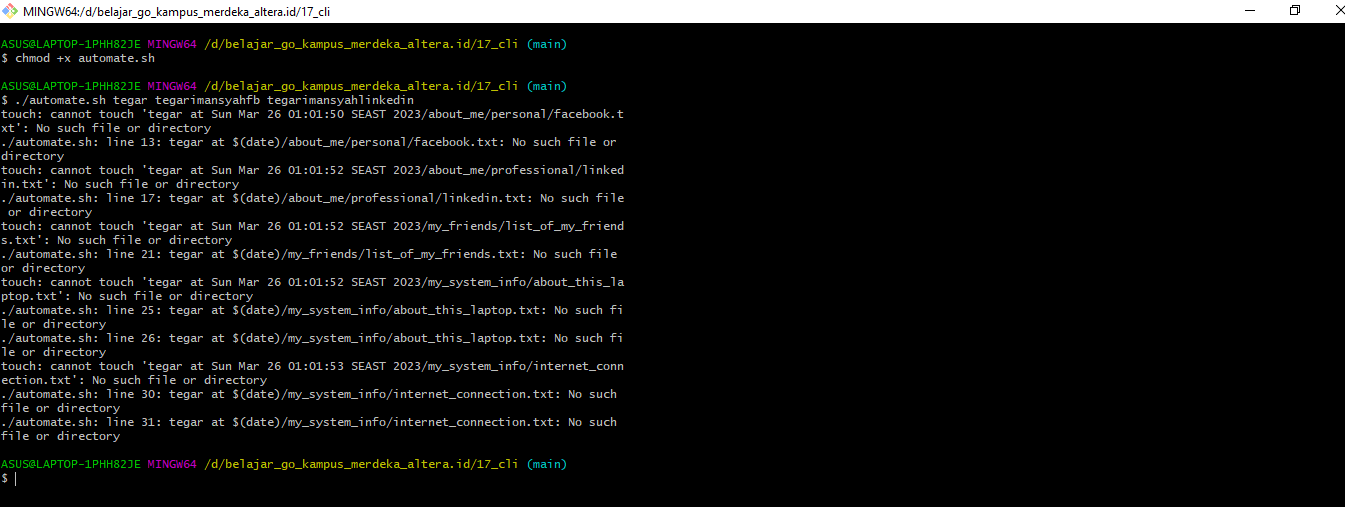 MINGW64:/d/belajar_go_kampus_merdeka_altera.id/17_cli
ASUS@LAPTOP-1PHH82JE MINGW64 /d/belajar_go_kampus_merdeka_altera.id/17_cli (main)
$ chmod +x automate.sh
ASUS@LAPTOP-1PHH82JE MINGW64 /d/belajar_go_kampus_merdeka_altera.id/17_cli (main)
$ ./automate.sh tegar tegarimansyahfb tegarimansyahlinkedin
touch: cannot touch 'tegar at Sun Mar 26 01:01:50 SEAST 2023/about_me/personal/facebook.t
xt': No such file or directory
./automate.sh: line 13: tegar at $(date)/about_me/personal/facebook.txt: No such file or
directory
touch: cannot touch 'tegar at Sun Mar 26 01:01:52 SEAST 2023/about_me/professional/linked
in.txt': No such file or directory
./automate.sh: line 17: tegar at $(date)/about_me/professional/linkedin.txt: No such file
 or directory
touch: cannot touch 'tegar at Sun Mar 26 01:01:52 SEAST 2023/my_friends/list_of_my_friend
s.txt': No such file or directory
./automate.sh: line 21: tegar at $(date)/my_friends/list_of_my_friends.txt: No such file
or directory
touch: cannot touch 'tegar at Sun Mar 26 01:01:52 SEAST 2023/my_system_info/about_this_la
ptop.txt': No such file or directory
./automate.sh: line 25: tegar at $(date)/my_system_info/about_this_laptop.txt: No such fi
le or directory
./automate.sh: line 26: tegar at $(date)/my_system_info/about_this_laptop.txt: No such fi
le or directory
touch: cannot touch 'tegar at Sun Mar 26 01:01:53 SEAST 2023/my_system_info/internet_conn
ection.txt': No such file or directory
./automate.sh: line 30: tegar at $(date)/my_system_info/internet_connection.txt: No such
file or directory
./automate.sh: line 31: tegar at $(date)/my_system_info/internet_connection.txt: No such
file or directory
ASUS@LAPTOP-1PHH82JE MINGW64 /d/belajar_go_kampus_merdeka_altera.id/17_cli (main)
$